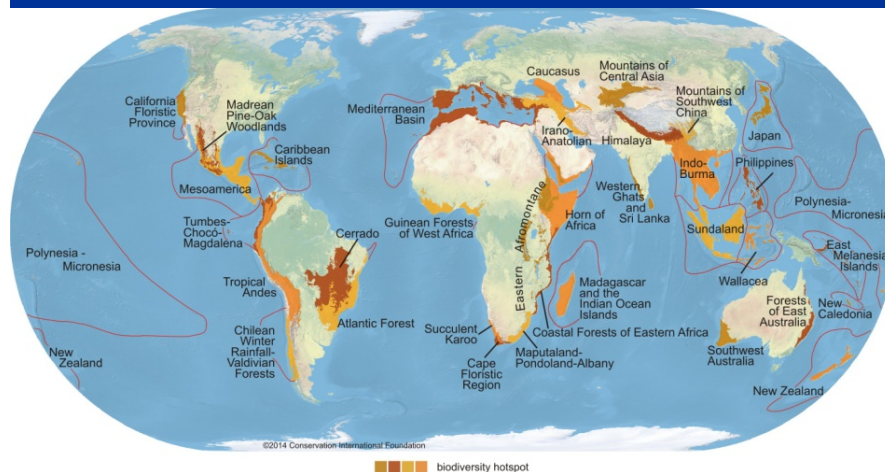 California
Floristic
Province
Madrean
Pine-Oak
Woodlands
Caribbean
Islands
Mesoamerica
Tumbes-
Chocó-
Magdalena
Polynesia -
Micronesia
Cerrado
Tropical
Andes
Atlantic Forest
Chilean
Winter
Rainfall-
Valdivian
Forests
New
Zealand
Mediterranean
Basin
Caucasus
Irano-
Anatolian
Mountains of
Central Asia
Mountains of
Southwest
China
Himalaya
Japan
Indo-
Burma
Philippines
Western
Ghats
and
Sri Lanka
Guinean Forests
of West Africa
Eastern Afromontane
Horn of
Africa
Madagascar
and the
Indian Ocean
Islands
Coastal Forests of Eastern Africa
Succulent
Karoo
Cape
Floristic
Region
Maputaland-
Pondoland-Albany
Sundaland
Wallacea
Polynesia-
Micronesia
East
Melanesian
Islands
Forests
of East
Australia
New
Caledonia
Southwest
Australia
New Zealand
©2014 Conservation International Foundation
biodiversity hotspot